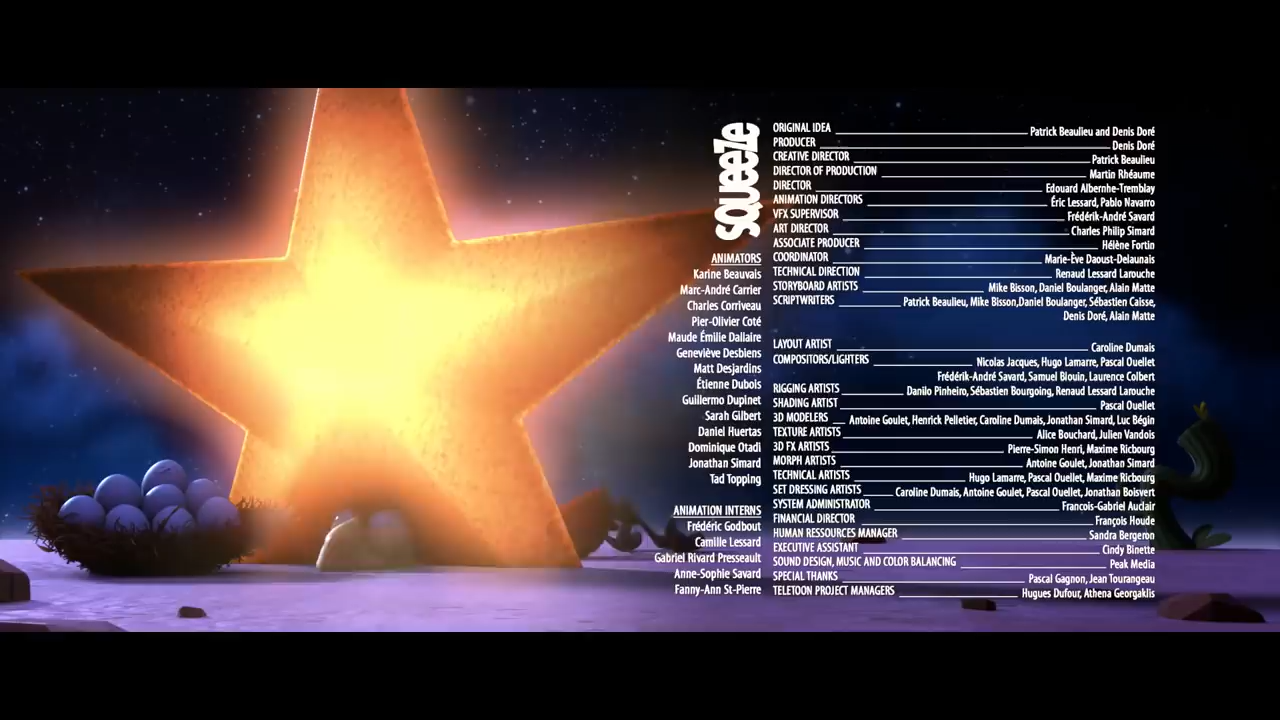 squeeze
ANIMATORS
Karine Beauvais
Marc-André Carrier
Charles Corriveau
Pier-Olivier Coté
Maude Émilie Dallaire
Geneviève Desbiens
Matt Desjardins
Étienne Dubois
Guillermo Dupinet
Sarah Gilbert
Daniel Huertas
Dominique Otadi
Jonathan Simard
Tad Topping
ANIMATION INTERNS
Frédéric Godbout
Camille Lessard
Gabriel Rivard Presseault
Anne-Sophie Savard
Fanny-Ann St-Pierre
ORIGINAL IDEA Patrick Beaulieu and Denis Doré
PRODUCER Denis Doré
CREATIVE DIRECTOR Patrick Beaulieu
DIRECTOR OF PRODUCTION Martin Rhéaume
DIRECTOR Edouard Albernhe-Tremblay
ANIMATION DIRECTORS Éric Lessard, Pablo Navarro
VFX SUPERVISOR Frédérik-André Savard
ART DIRECTOR Charles Philip Simard
ASSOCIATE PRODUCER Hélène Fortin
COORDINATOR Marie-Ève Daoust-Delaunais
TECHNICAL DIRECTION Renaud Lessard Larouche
STORYBOARD ARTISTS Mike Bisson, Daniel Boulanger, Alain Matte
SCRIPTWRITERS Patrick Beaulieu, Mike Bisson,Daniel Boulanger, Sébastien Caisse,
Denis Doré, Alain Matte
LAYOUT ARTIST Caroline Dumais
COMPOSITORS/LIGHTERS Nicolas Jacques, Hugo Lamarre, Pascal Ouellet
Frédérik-André Savard, Samuel Blouin, Laurence Colbert
RIGGING ARTISTS Danilo Pinheiro, Sébastien Bourgoing, Renaud Lessard Larouche
SHADING ARTIST Pascal Ouellet
3D MODELERS Antoine Goulet, Henrick Pelletier, Caroline Dumais, Jonathan Simard, Luc Bégin
TEXTURE ARTISTS Alice Bouchard, Julien Vandois
3D FX ARTISTS Pierre-Simon Henri, Maxime Ricbourg
MORPH ARTISTS Antoine Goulet, Jonathan Simard
TECHNICAL ARTISTS Hugo Lamarre, Pascal Ouellet, Maxime Ricbourg
SET DRESSING ARTISTS Caroline Dumais, Antoine Goulet, Pascal Ouellet, Jonathan Boisvert
SYSTEM ADMINISTRATOR Francois-Gabriel Auclair
FINANCIAL DIRECTOR François Houde
HUMAN RESSOURCES MANAGER Sandra Bergeron
EXECUTIVE ASSISTANT Cindy Binette
SOUND DESIGN, MUSIC AND COLOR BALANCING Peak Media
SPECIAL THANKS Pascal Gagnon, Jean Tourangeau
TELETOON PROJECT MANAGERS Hugues Dufour, Athena Georgaklis